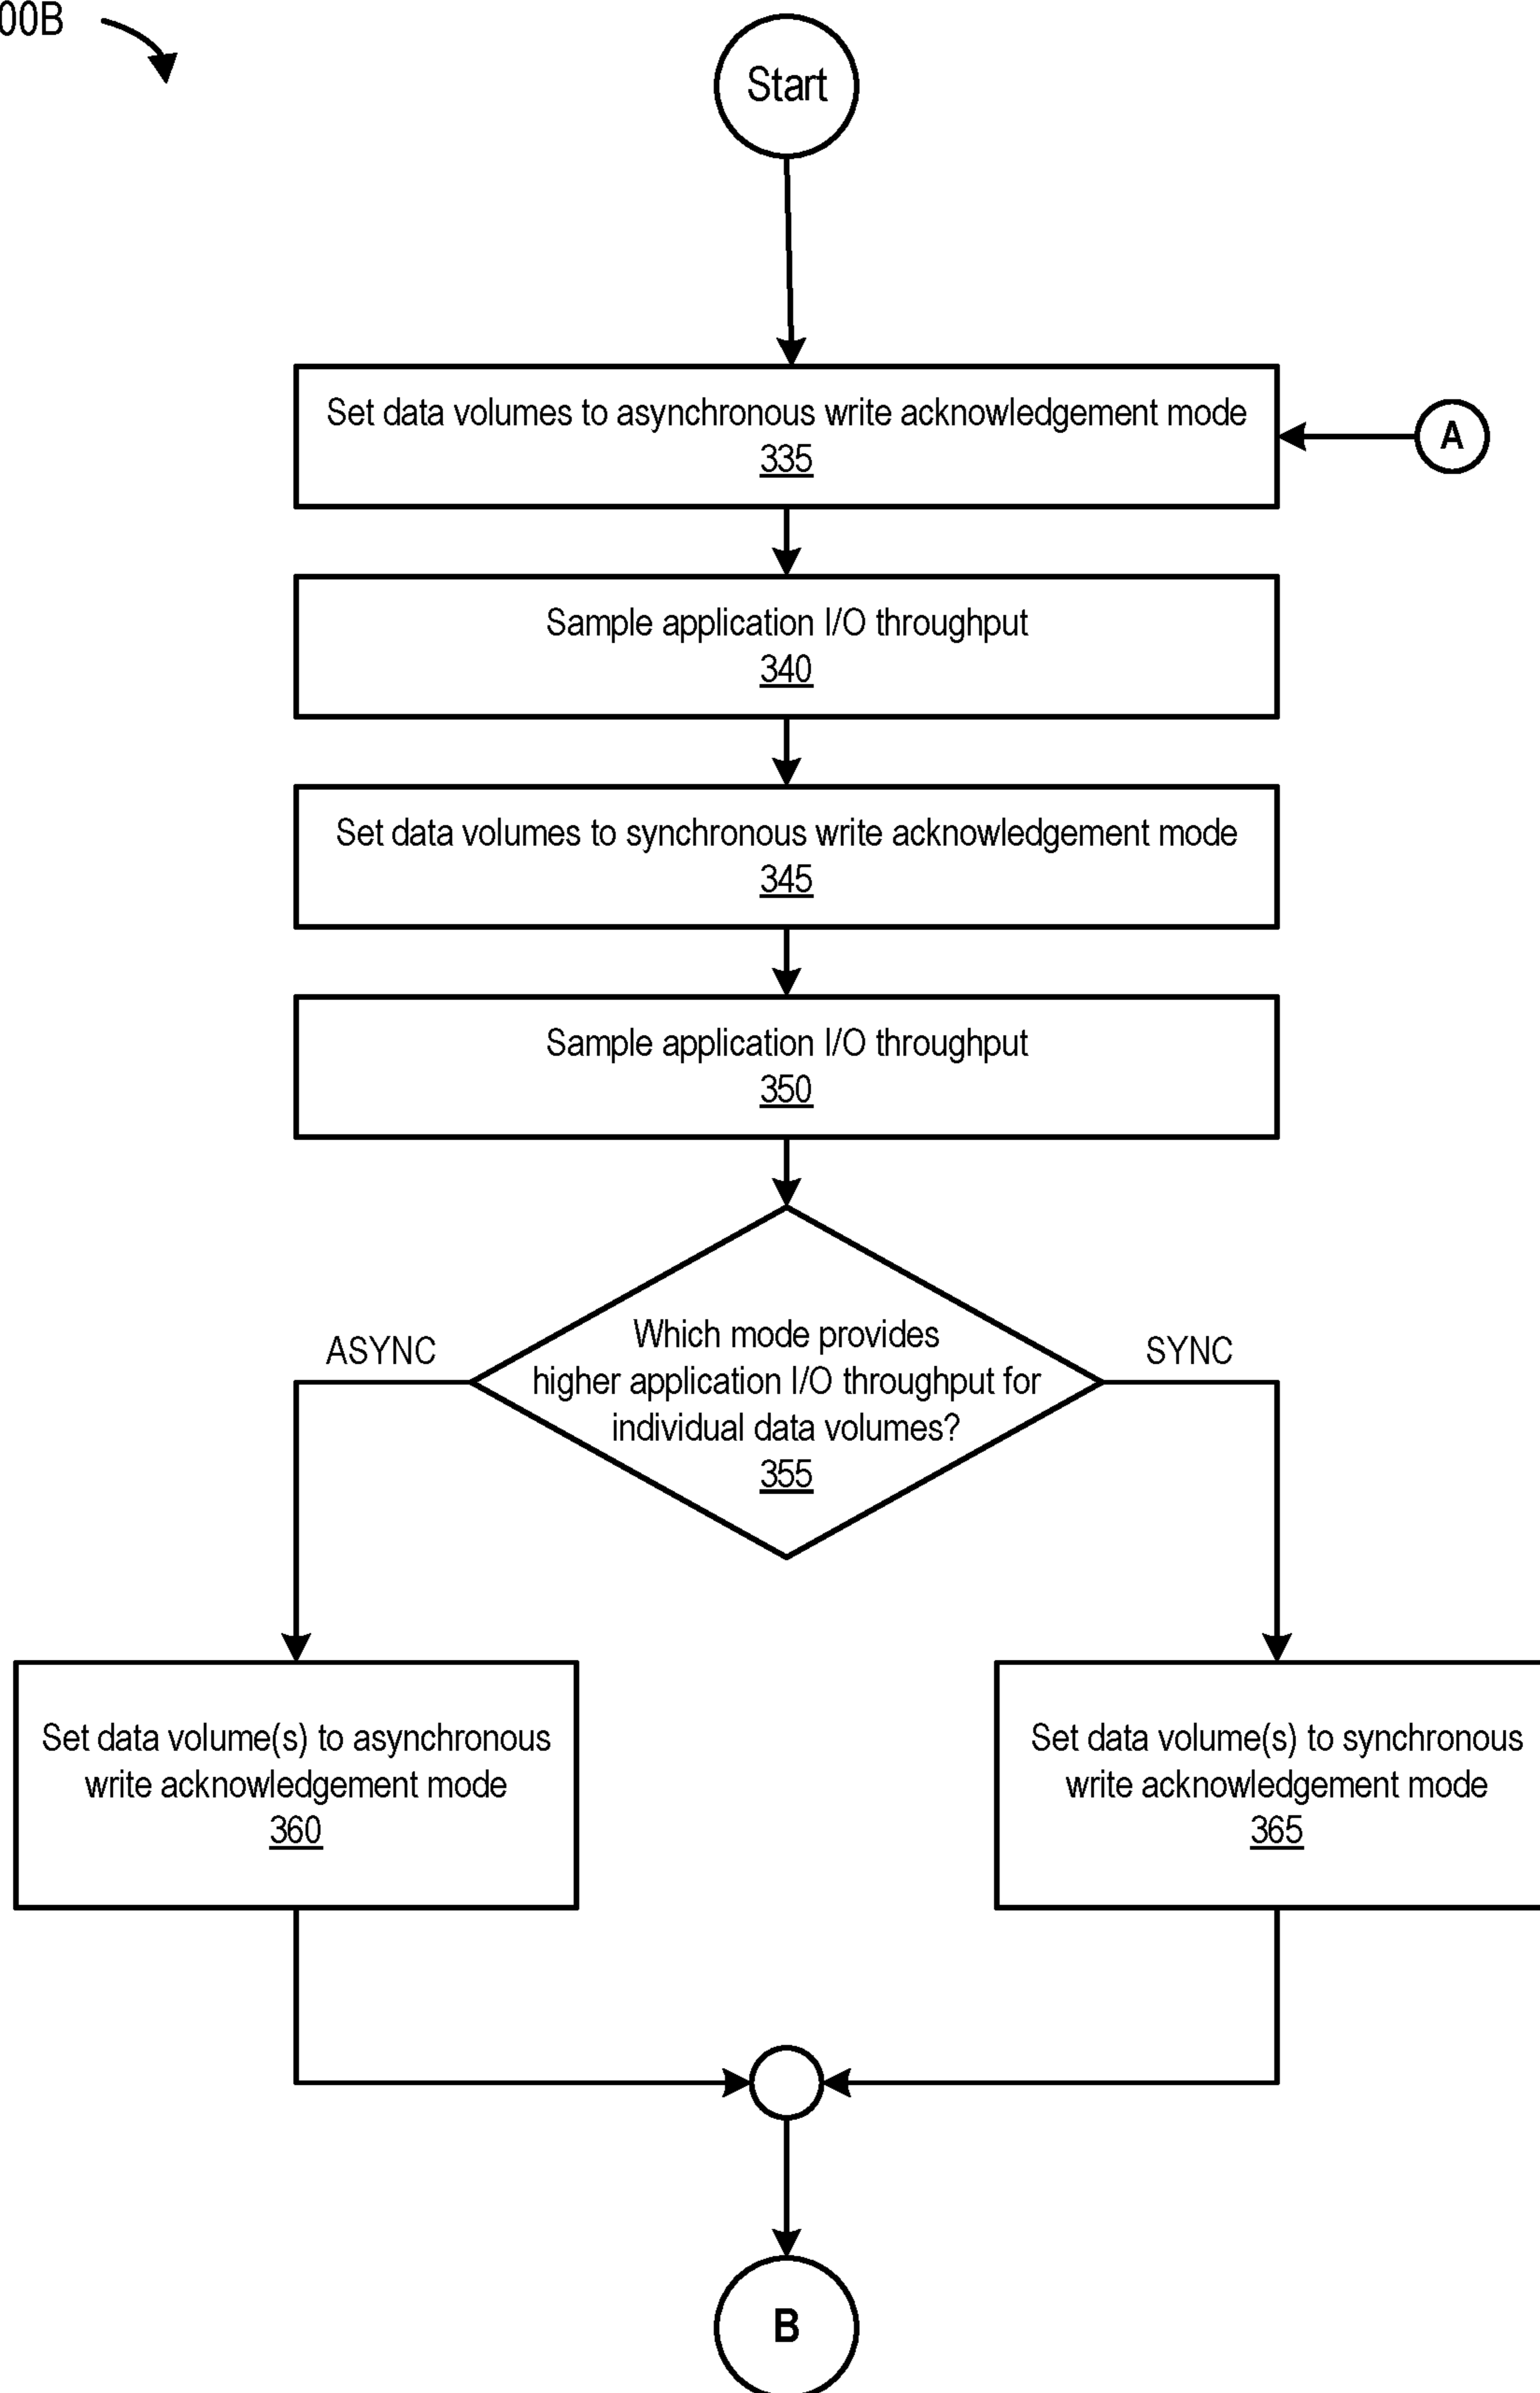 00B
Start
Set data volumes to asynchronous write acknowledgement mode
335
A
Sample application I/O throughput
340
Set data volumes to synchronous write acknowledgement mode
345
Sample application I/O throughput
350
ASYNC
Which mode provides
higher application I/O throughput for
individual data volumes?
355
SYNC
Set data volume(s) to asynchronous
write acknowledgement mode
360
Set data volume(s) to synchronous
write acknowledgement mode
365
B